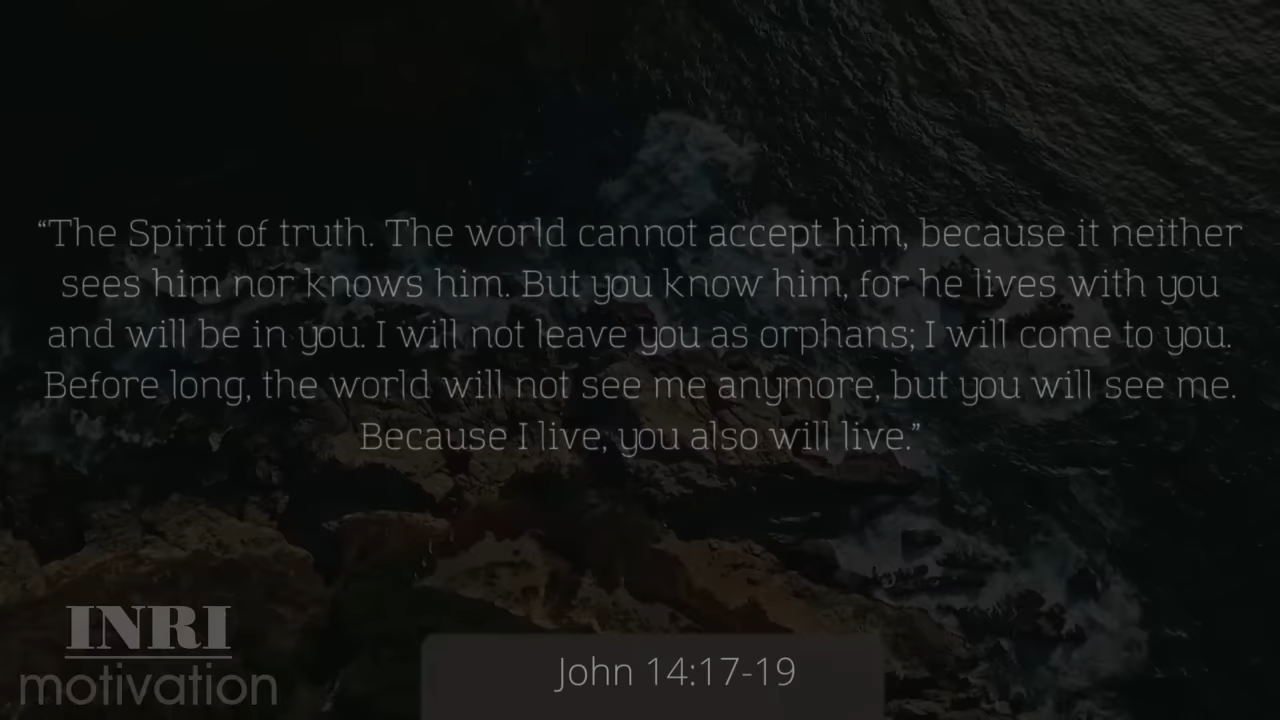 “The Spirit of truth. The world cannot accept him, because it neither
sees him nor knows him. But you know him, for he lives with you
and will be in you. I will not leave you as orphans; I will come to you.
Before long, the world will not see me anymore, but you will see me.
Because I live, you also will live.”
INRI
motivation
John 14:17-19